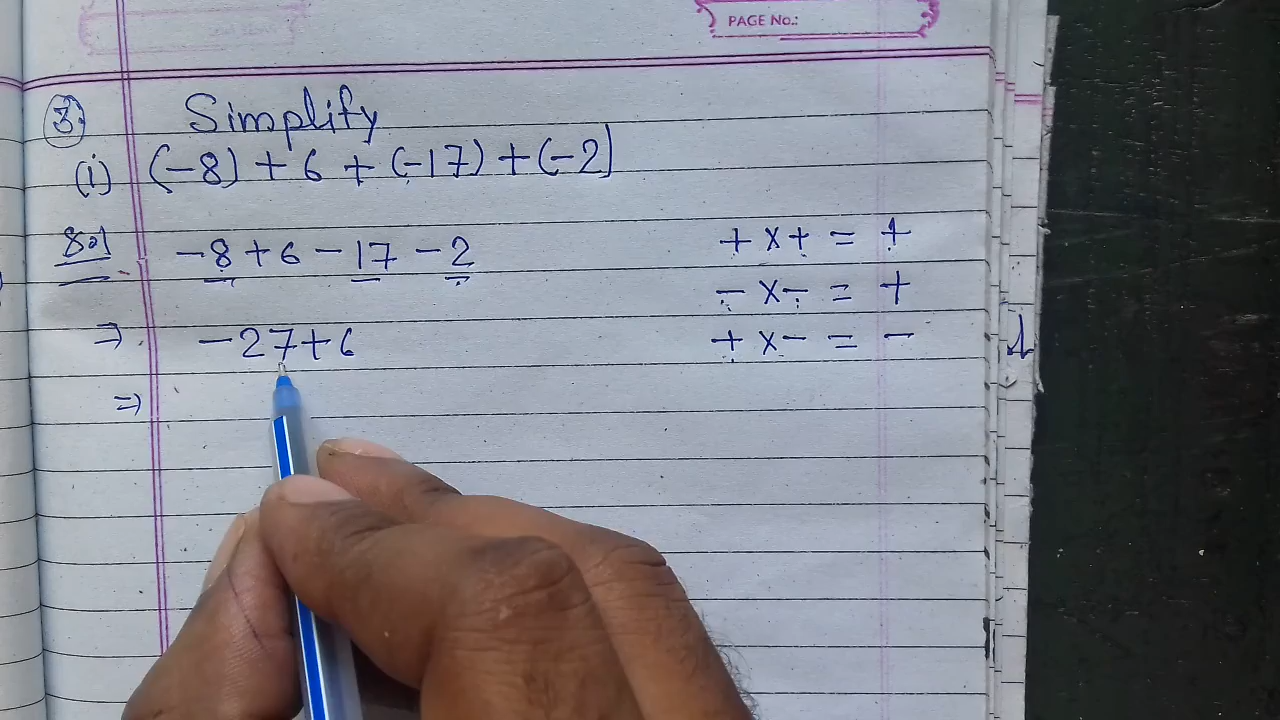 PAGE No.:
3. Simplify
(i) (-8) + 6 + (-17) + (-2)
Sol -8 + 6 - 17 - 2
⇒ -27 + 6
⇒
+ x + = +
- x - = +
+ x - = -